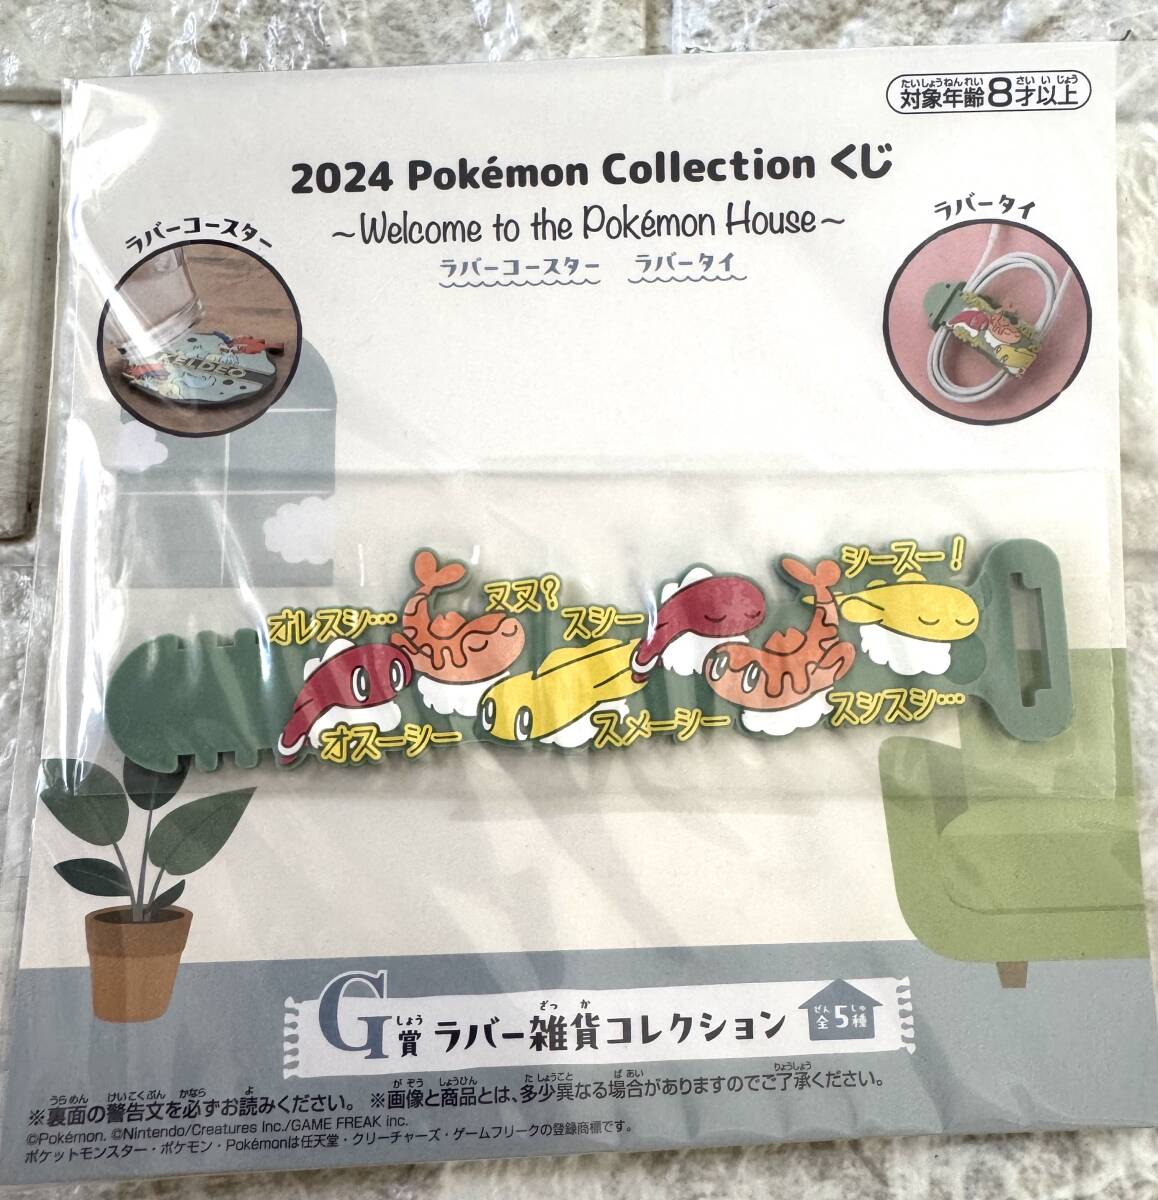 たいしょうねんれい さい い じょう
対象年齢8才以上
2024 Pokémon Collection くじ
~Welcome to the Pokémon House~
ラバーコースター ラバータイ
ラバーコースター
KELDEO
ラバータイ
オレスシ…
ヌヌ?
スシー
シースー!
オスーシー
スメーシー
スシスシ…
しょう ざっ か ぜん しゅ
G賞 ラバー雑貨コレクション 全5種
うらめん けいこくぶん かなら よ が ぞう しょうひん た しょうこと ば あい りょうしょう
※裏面の警告文を必ずお読みください。 ※画像と商品とは、多少異なる場合がありますのでご了承ください。
©Pokémon. ©Nintendo/Creatures Inc./GAME FREAK inc.
ポケットモンスター・ポケモン・Pokémonは任天堂・クリーチャーズ・ゲームフリークの登録商標です。